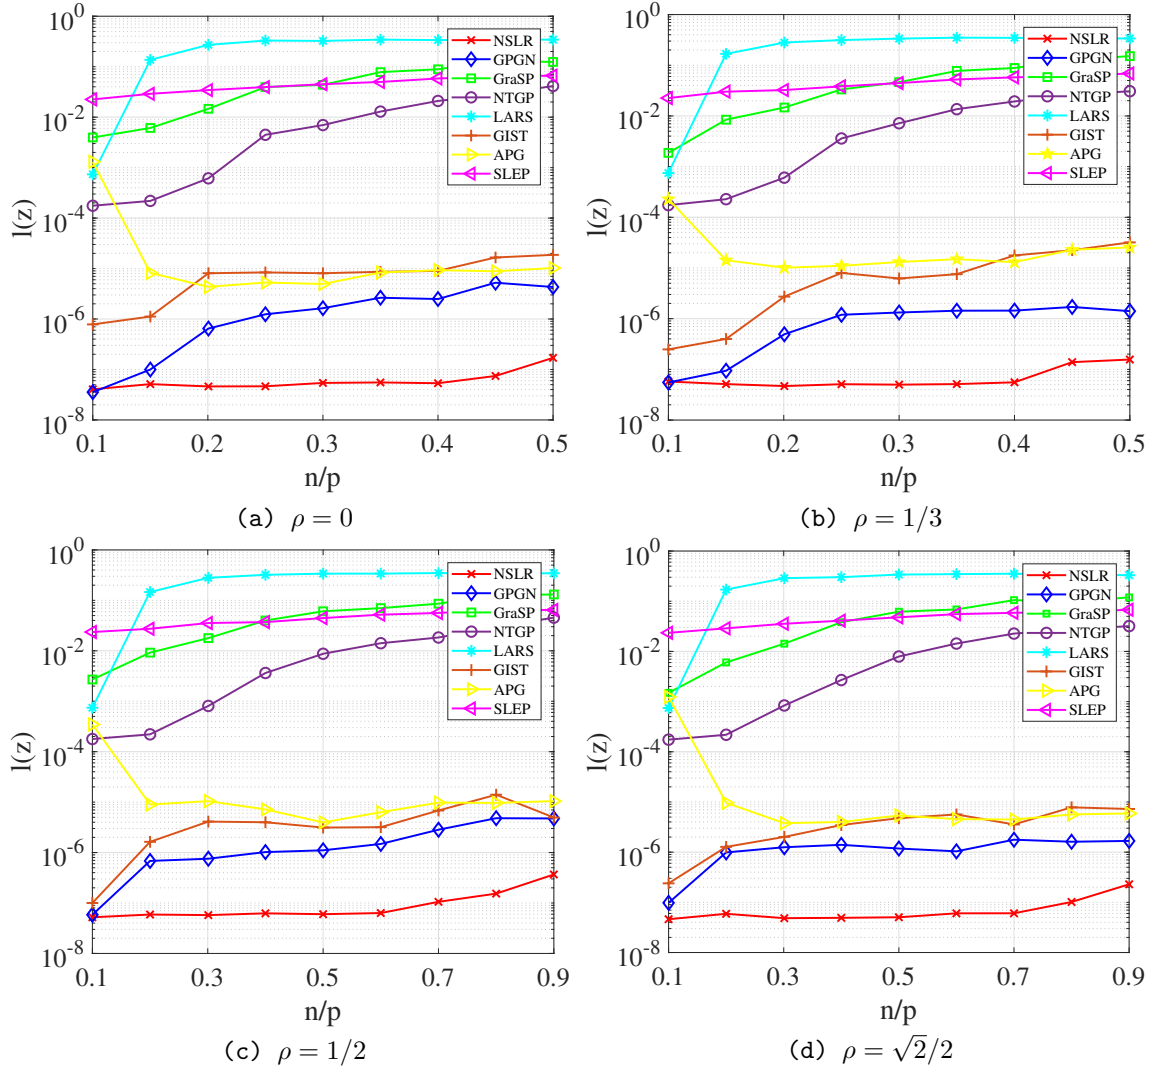 10^0
10^-2
10^-4
10^-6
10^-8
l(z)
0.1 0.2 0.3 0.4 0.5
n/p
NSLR
GPGN
GraSP
NTGP
LARS
GIST
APG
SLEP
(a) ρ = 0
10^0
10^-2
10^-4
10^-6
10^-8
l(z)
0.1 0.2 0.3 0.4 0.5
n/p
NSLR
GPGN
GraSP
NTGP
LARS
GIST
APG
SLEP
(b) ρ = 1/3
10^0
10^-2
10^-4
10^-6
10^-8
l(z)
0.1 0.3 0.5 0.7 0.9
n/p
NSLR
GPGN
GraSP
NTGP
LARS
GIST
APG
SLEP
(c) ρ = 1/2
10^0
10^-2
10^-4
10^-6
10^-8
l(z)
0.1 0.3 0.5 0.7 0.9
n/p
NSLR
GPGN
GraSP
NTGP
LARS
GIST
APG
SLEP
(d) ρ = √2/2